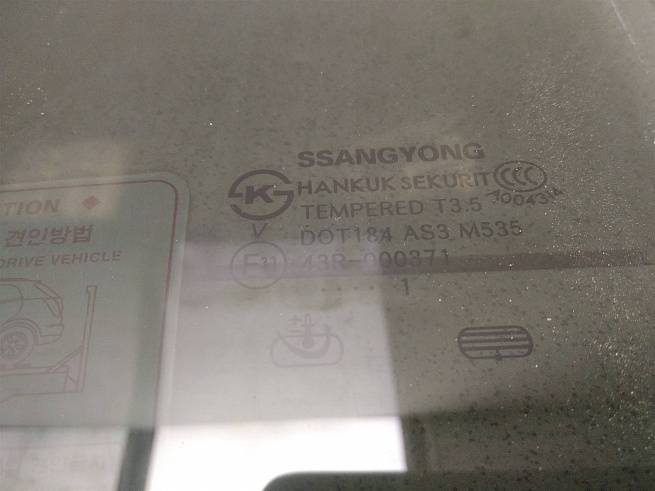 SSANGYONG
HANKUK SEKURIT
TEMPERED T3.5
V DOT184 AS3 M535
43R-000371
1
TION
견인방법
DRIVE VEHICLE